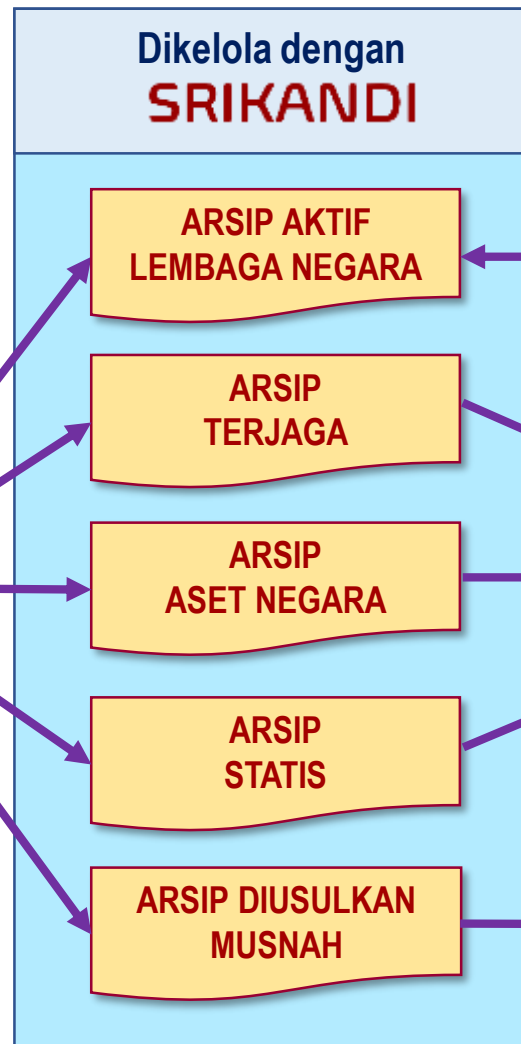 Dikelola dengan
SRIKANDI
ARSIP AKTIF
LEMBAGA NEGARA
ARSIP
TERJAGA
ARSIP
ASET NEGARA
ARSIP
STATIS
ARSIP DIUSULKAN
MUSNAH